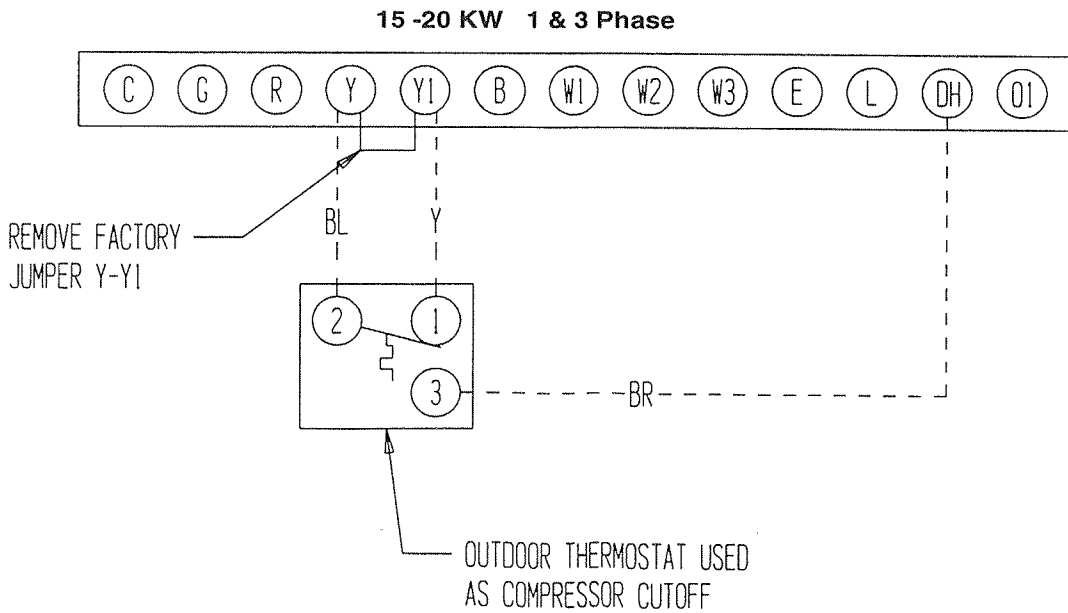 15 -20 KW 1 & 3 Phase
C G R Y Y1 B W1 W2 W3 E L DH 01
REMOVE FACTORY
JUMPER Y-Y1
BL Y
2 1
3
BR
OUTDOOR THERMOSTAT USED
AS COMPRESSOR CUTOFF